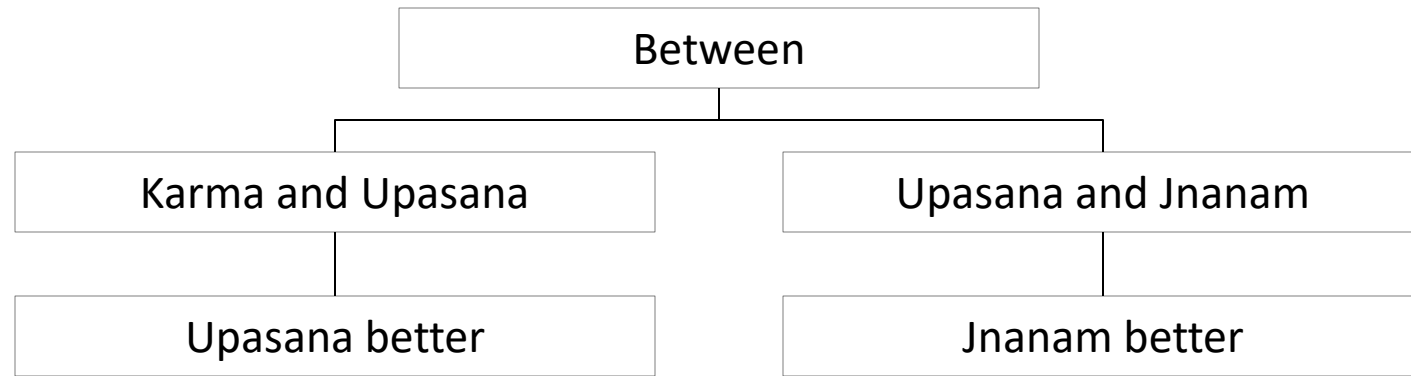 Between
Karma and Upasana
Upasana and Jnanam
Upasana better
Jnanam better